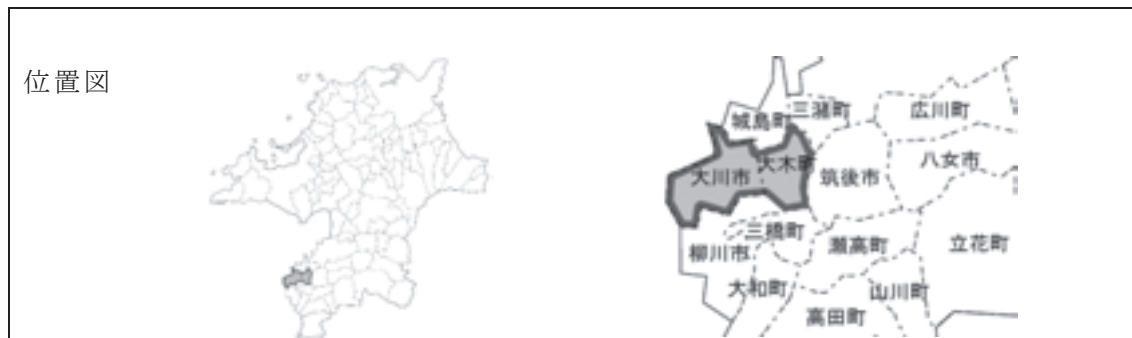 位置図
城島町
三潴町
広川町
大川市
大木町
筑後市
八女市
三橋町
柳川市
瀬高町
立花町
大和町
山川町
高田町